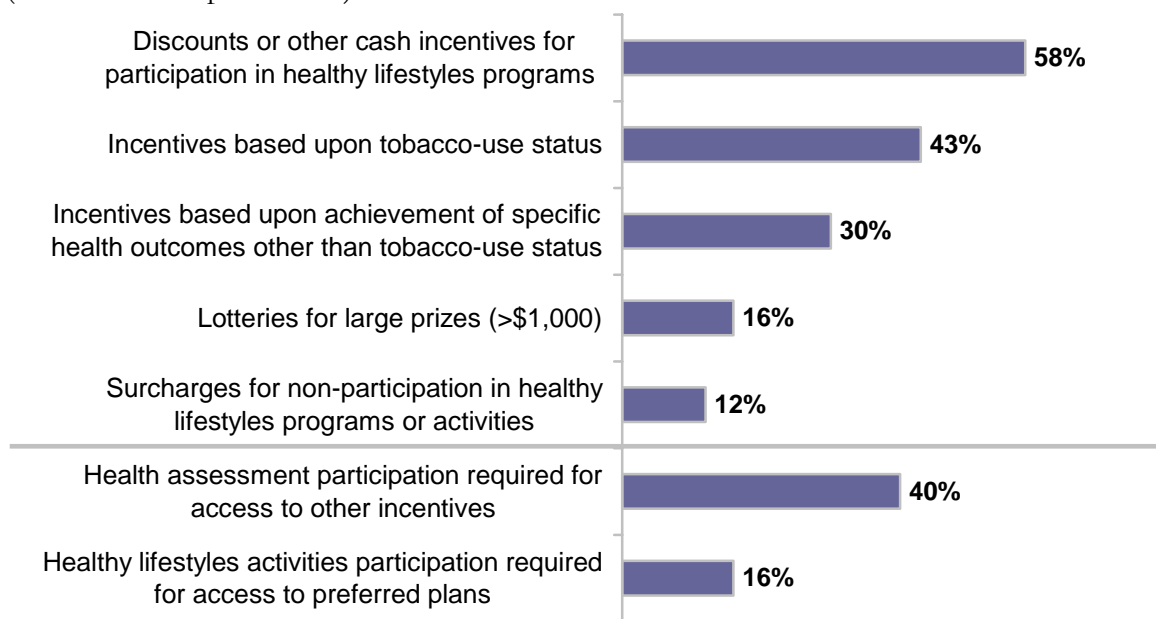 Discounts or other cash incentives for
participation in healthy lifestyles programs
58%
Incentives based upon tobacco-use status
43%
Incentives based upon achievement of specific
health outcomes other than tobacco-use status
30%
Lotteries for large prizes (>$1,000)
16%
Surcharges for non-participation in healthy
lifestyles programs or activities
12%
Health assessment participation required for
access to other incentives
40%
Healthy lifestyles activities participation required
for access to preferred plans
16%